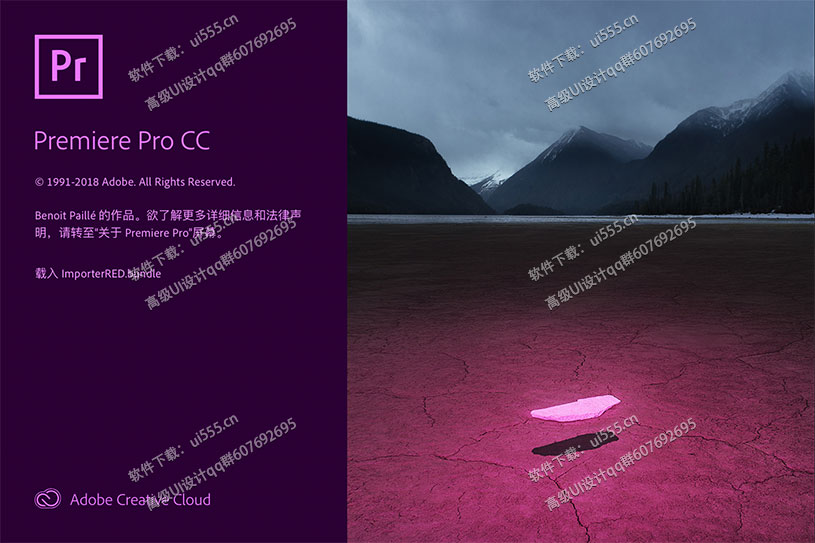 Pr
Premiere Pro CC
© 1991-2018 Adobe. All Rights Reserved.
Benoit Paillé 的作品。欲了解更多详细信息和法律声
明，请转至"关于 Premiere Pro"屏幕。
载入 ImporterRED.bundle
Adobe Creative Cloud
软件下载：ui555.cn
高级UI设计qq群607692695
软件下载：ui555.cn
高级UI设计qq群607692695
软件下载：ui555.cn
高级UI设计qq群607692695
软件下载：ui555.cn
高级UI设计qq群607692695
软件下载：ui555.cn
高级UI设计qq群607692695
软件下载：ui555.cn
高级UI设计qq群607692695